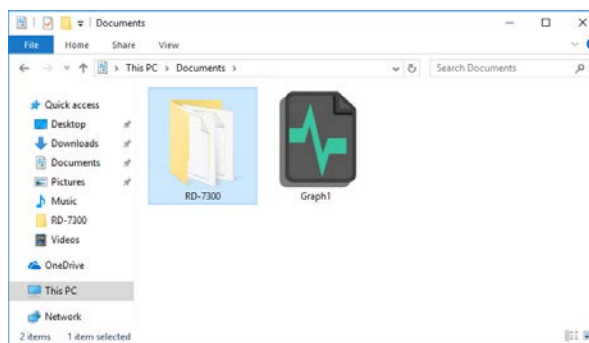 Documents
File Home Share View
This PC > Documents >
Search Documents
Quick access
Desktop
Downloads
Documents
Pictures
Music
RD-7300
Videos
OneDrive
This PC
Network
RD-7300
Graph1
2 items 1 item selected